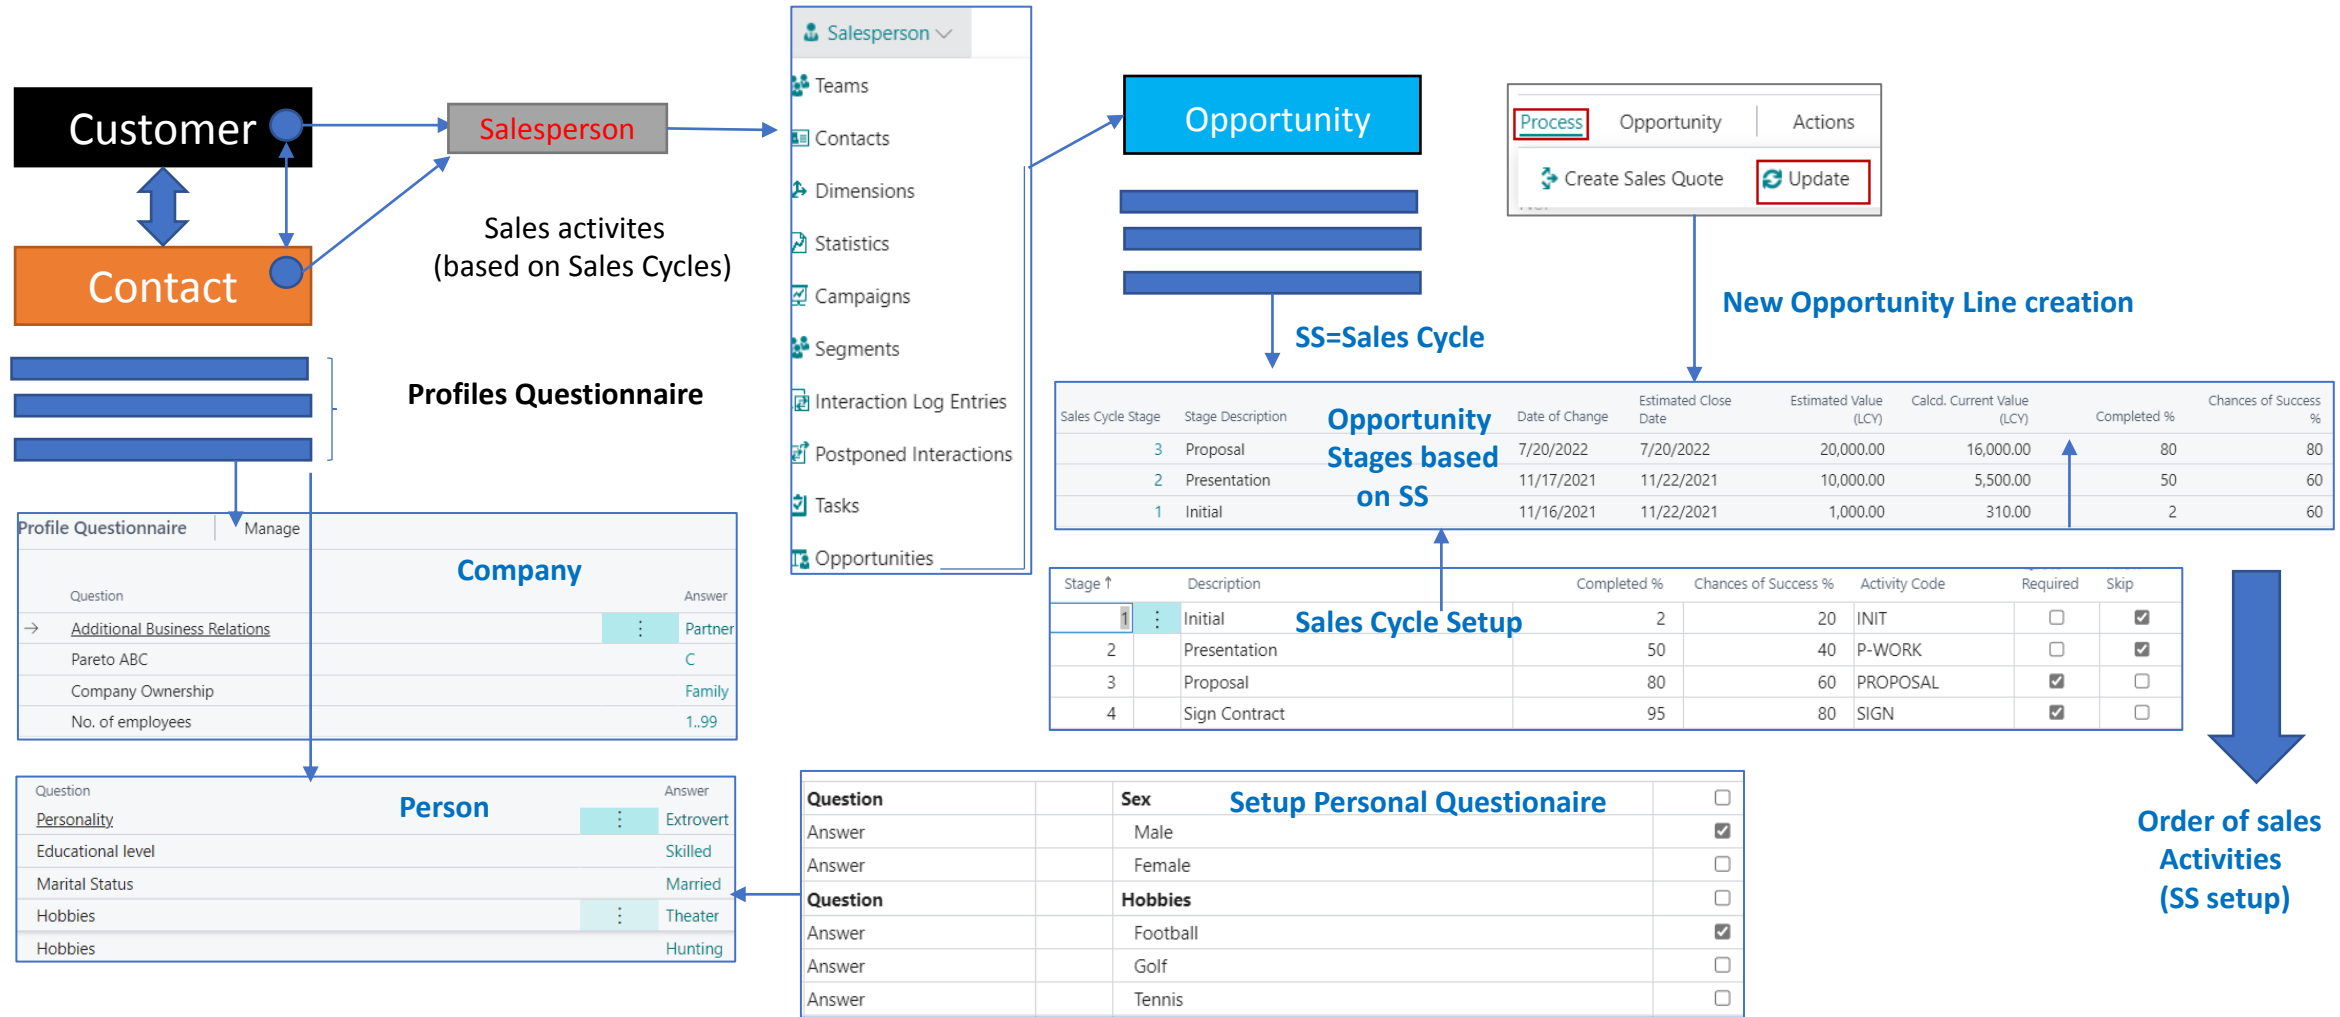 Customer
Contact
Salesperson
Sales activites
(based on Sales Cycles)
Profiles Questionnaire
Salesperson
Teams
Contacts
Dimensions
Statistics
Campaigns
Segments
Interaction Log Entries
Postponed Interactions
Tasks
Opportunities
Opportunity
SS=Sales Cycle
Process Opportunity Actions
Create Sales Quote Update
New Opportunity Line creation
Sales Cycle Stage Stage Description Date of Change Estimated Close Date Estimated Value (LCY) Calcd. Current Value (LCY) Completed % Chances of Success %
3 Proposal 7/20/2022 7/20/2022 20,000.00 16,000.00 80 80
2 Presentation 11/17/2021 11/22/2021 10,000.00 5,500.00 50 60
1 Initial 11/16/2021 11/22/2021 1,000.00 310.00 2 60
Opportunity
Stages based
on SS
Stage ↑ Description Completed % Chances of Success % Activity Code Required Skip
1 Initial 2 20 INIT
2 Presentation 50 40 P-WORK
3 Proposal 80 60 PROPOSAL
4 Sign Contract 95 80 SIGN
Sales Cycle Setup
Order of sales
Activities
(SS setup)
Profile Questionnaire Manage
Company
Question Answer
Additional Business Relations Partner
Pareto ABC C
Company Ownership Family
No. of employees 1..99
Person
Question Answer
Personality Extrovert
Educational level Skilled
Marital Status Married
Hobbies Theater
Hobbies Hunting
Setup Personal Questionaire
Question Sex
Answer Male
Answer Female
Question Hobbies
Answer Football
Answer Golf
Answer Tennis